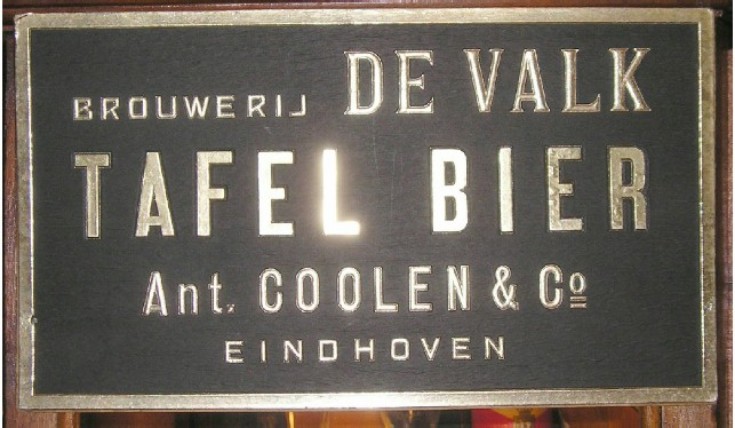 BROUWERIJ DE VALK
TAFEL BIER
Ant. COOLEN & Co
EINDHOVEN